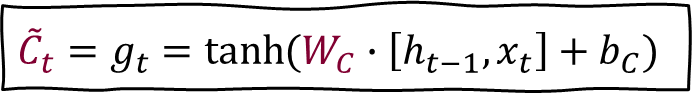 C̃ₜ = gₜ = tanh(W_C · [hₜ₋₁, xₜ] + b_C)